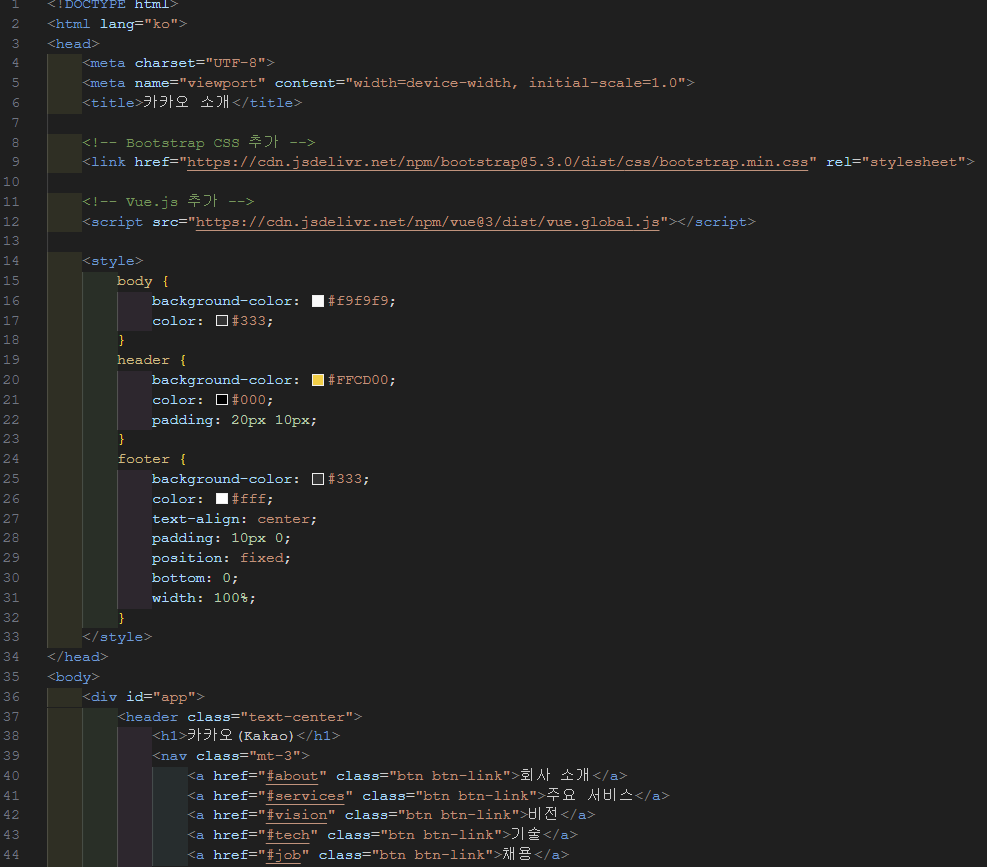 1 <!DOCTYPE html>
2 <html lang="ko">
3 <head>
4 <meta charset="UTF-8">
5 <meta name="viewport" content="width=device-width, initial-scale=1.0">
6 <title>카카오 소개</title>
7
8 <!-- Bootstrap CSS 추가 -->
9 <link href="https://cdn.jsdelivr.net/npm/bootstrap@5.3.0/dist/css/bootstrap.min.css" rel="stylesheet">
10
11 <!-- Vue.js 추가 -->
12 <script src="https://cdn.jsdelivr.net/npm/vue@3/dist/vue.global.js"></script>
13
14 <style>
15 body {
16 background-color: #f9f9f9;
17 color: #333;
18 }
19 header {
20 background-color: #FFCD00;
21 color: #000;
22 padding: 20px 10px;
23 }
24 footer {
25 background-color: #333;
26 color: #fff;
27 text-align: center;
28 padding: 10px 0;
29 position: fixed;
30 bottom: 0;
31 width: 100%;
32 }
33 </style>
34 </head>
35 <body>
36 <div id="app">
37 <header class="text-center">
38 <h1>카카오(Kakao)</h1>
39 <nav class="mt-3">
40 <a href="#about" class="btn btn-link">회사 소개</a>
41 <a href="#services" class="btn btn-link">주요 서비스</a>
42 <a href="#vision" class="btn btn-link">비전</a>
43 <a href="#tech" class="btn btn-link">기술</a>
44 <a href="#job" class="btn btn-link">채용</a>